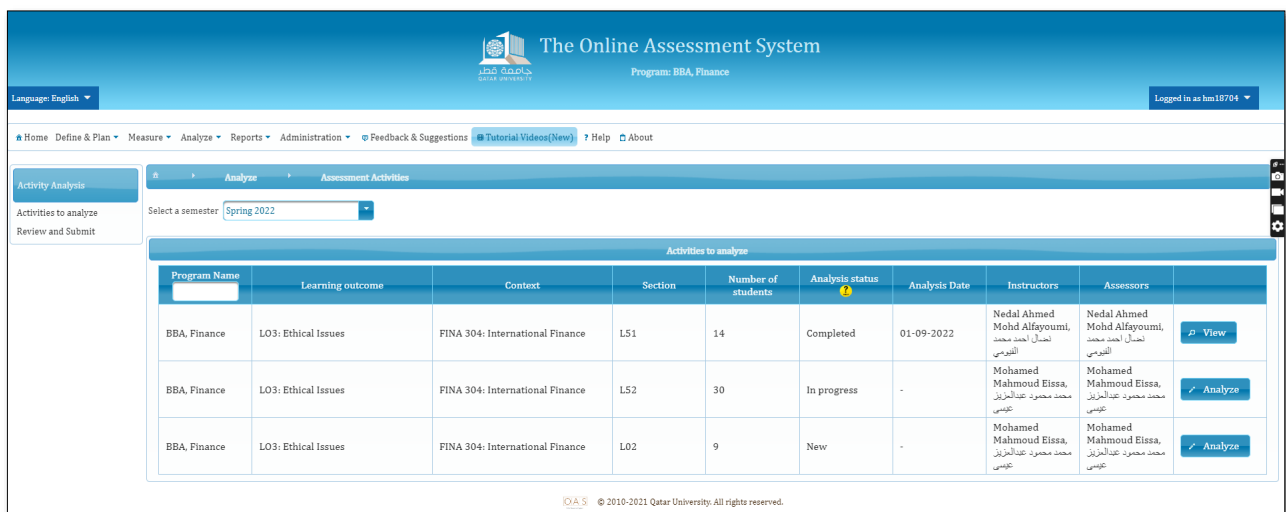 The Online Assessment System
جامعة قطر
QATAR UNIVERSITY
Program: BBA, Finance
Language: English
Logged in as hm18704
Home Define & Plan Measure Analyze Reports Administration Feedback & Suggestions Tutorial Videos(New) ? Help About
Activity Analysis
Activities to analyze
Review and Submit
Analyze Assessment Activities
Select a semester Spring 2022
Activities to analyze
Program Name Learning outcome Context Section Number of students Analysis status ? Analysis Date Instructors Assessors
BBA, Finance LO3: Ethical Issues FINA 304: International Finance L51 14 Completed 01-09-2022
Nedal Ahmed
Mohd Alfayoumi,
نضال احمد محمد
الفيومي
Nedal Ahmed
Mohd Alfayoumi,
نضال احمد محمد
الفيومي
View
BBA, Finance LO3: Ethical Issues FINA 304: International Finance L52 30 In progress -
Mohamed
Mahmoud Eissa,
محمد محمود عبدالعزيز
عيسى
Mohamed
Mahmoud Eissa,
محمد محمود عبدالعزيز
عيسى
Analyze
BBA, Finance LO3: Ethical Issues FINA 304: International Finance L02 9 New -
Mohamed
Mahmoud Eissa,
محمد محمود عبدالعزيز
عيسى
Mohamed
Mahmoud Eissa,
محمد محمود عبدالعزيز
عيسى
Analyze
OAS © 2010-2021 Qatar University. All rights reserved.